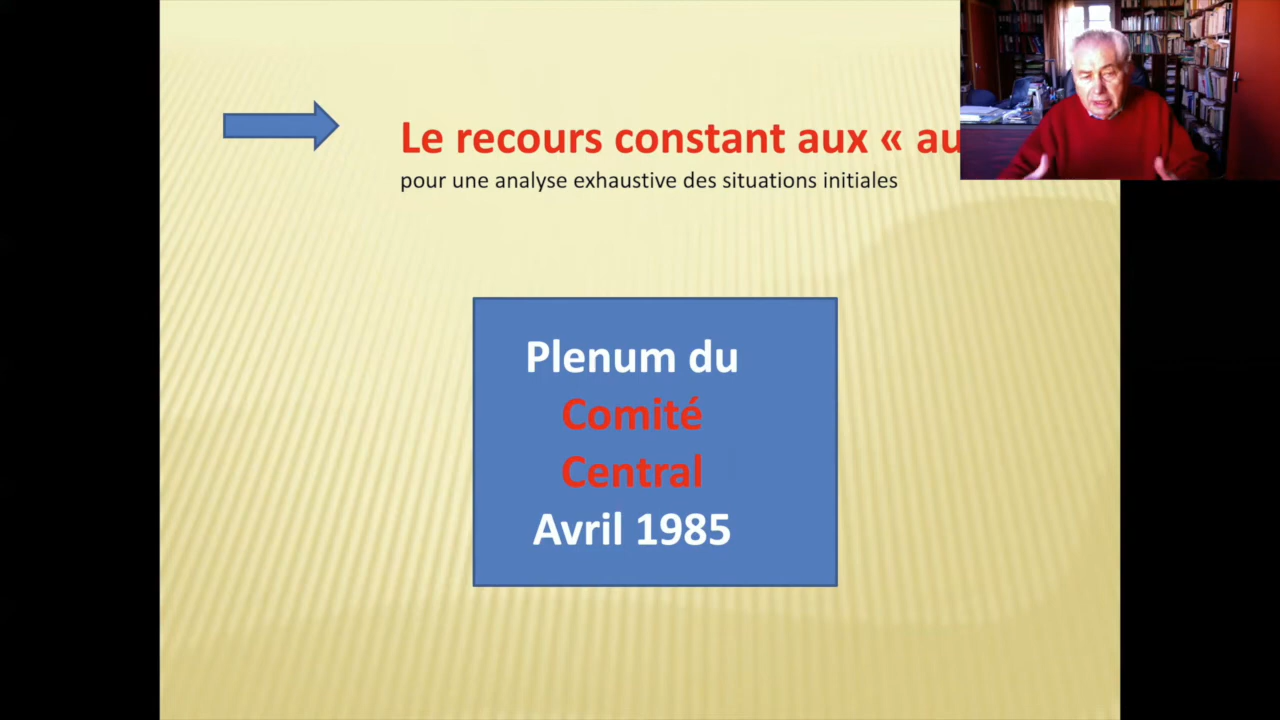 Le recours constant aux « au
pour une analyse exhaustive des situations initiales
Plenum du
Comité
Central
Avril 1985